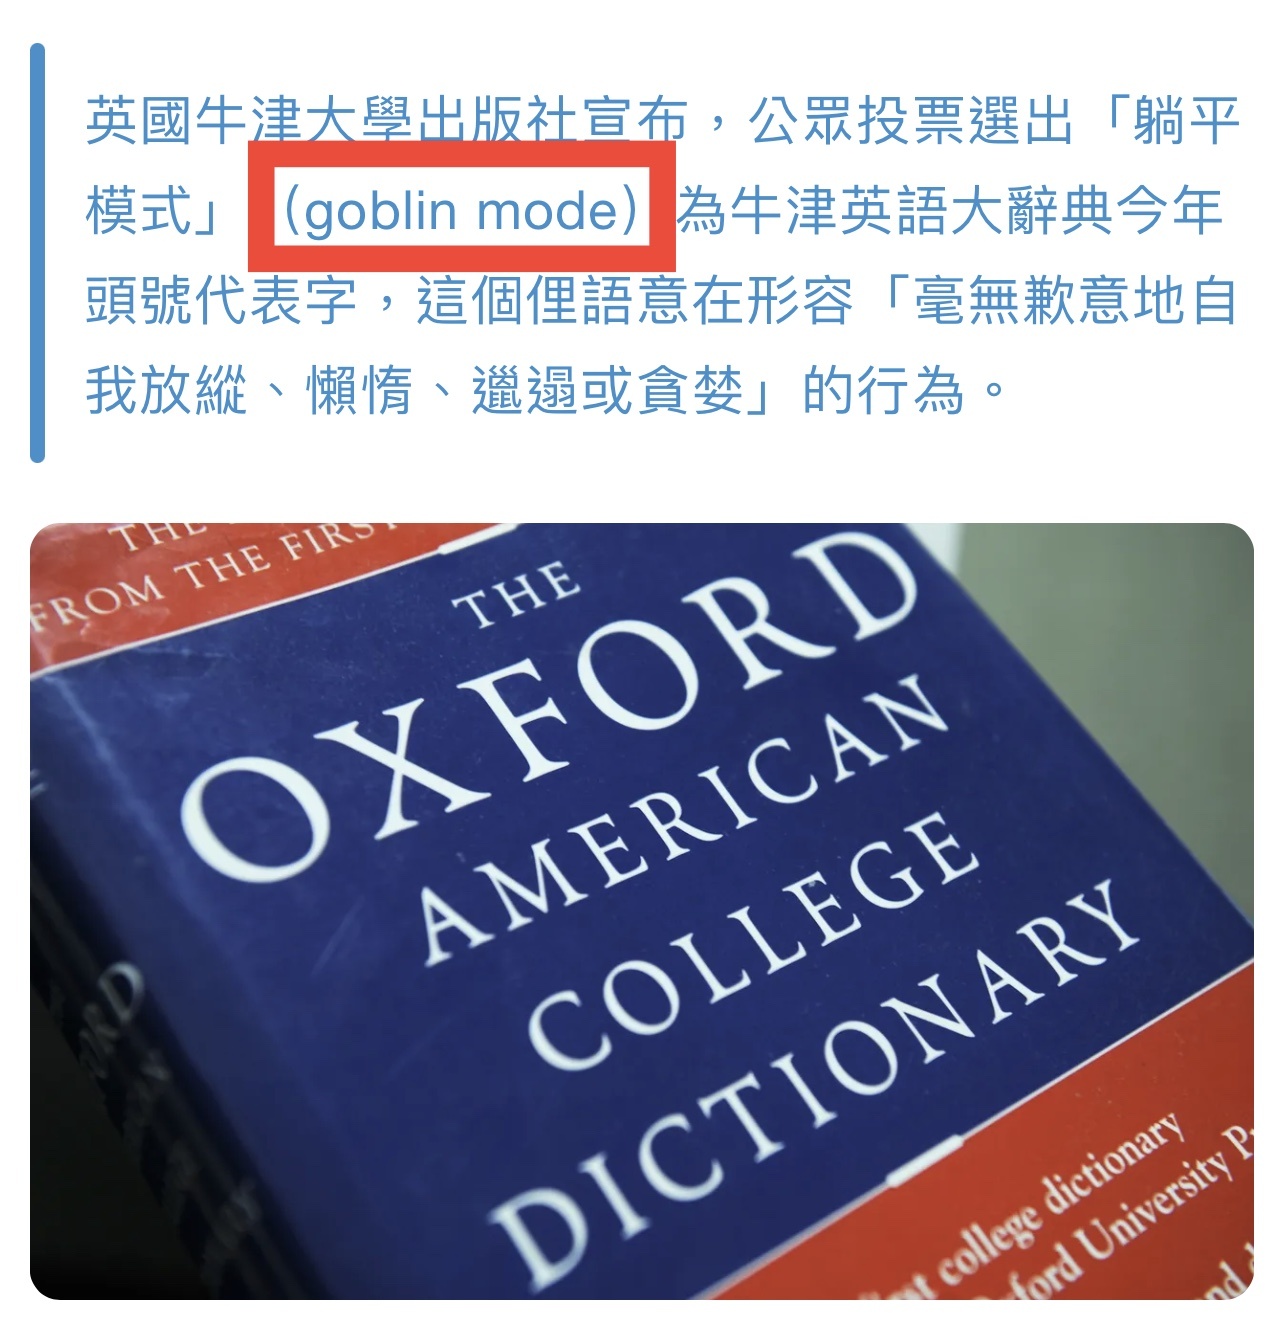 英國牛津大學出版社宣布，公眾投票選出「躺平
模式」（goblin mode）為牛津英語大辭典今年
頭號代表字，這個俚語意在形容「毫無歉意地自
我放縱、懶惰、邋遢或貪婪」的行為。
THE
FROM THE FIRST
THE
OXFORD
AMERICAN
COLLEGE
DICTIONARY
college dictionary
Oxford University